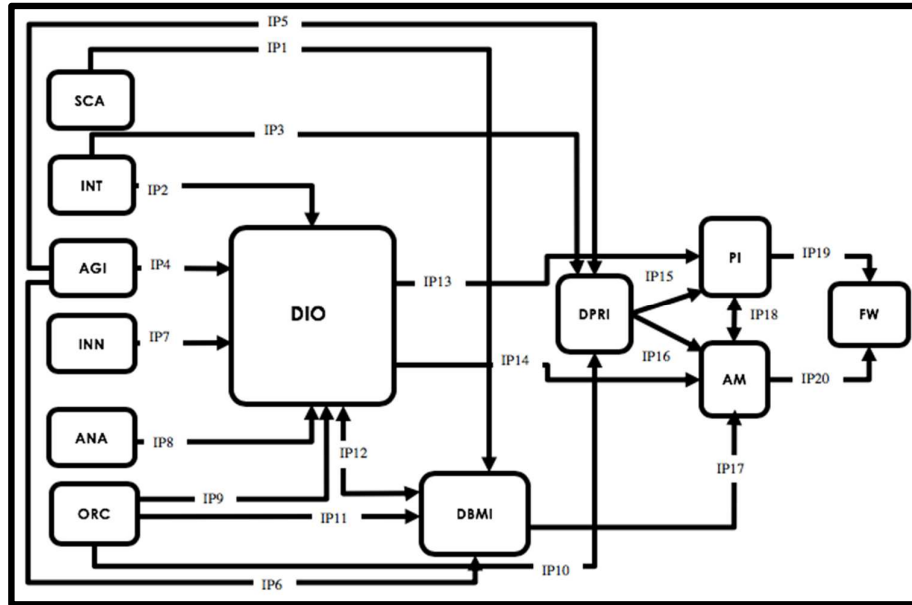 IP5
IP1
SCA
IP3
INT
IP2
AGI
IP4
IP13
IP15
PI
IP19
DIO
DPRI
IP18
FW
INN
IP7
IP14
IP16
AM
IP20
ANA
IP8
IP12
IP17
ORC
IP9
IP11
DBMI
IP10
IP6